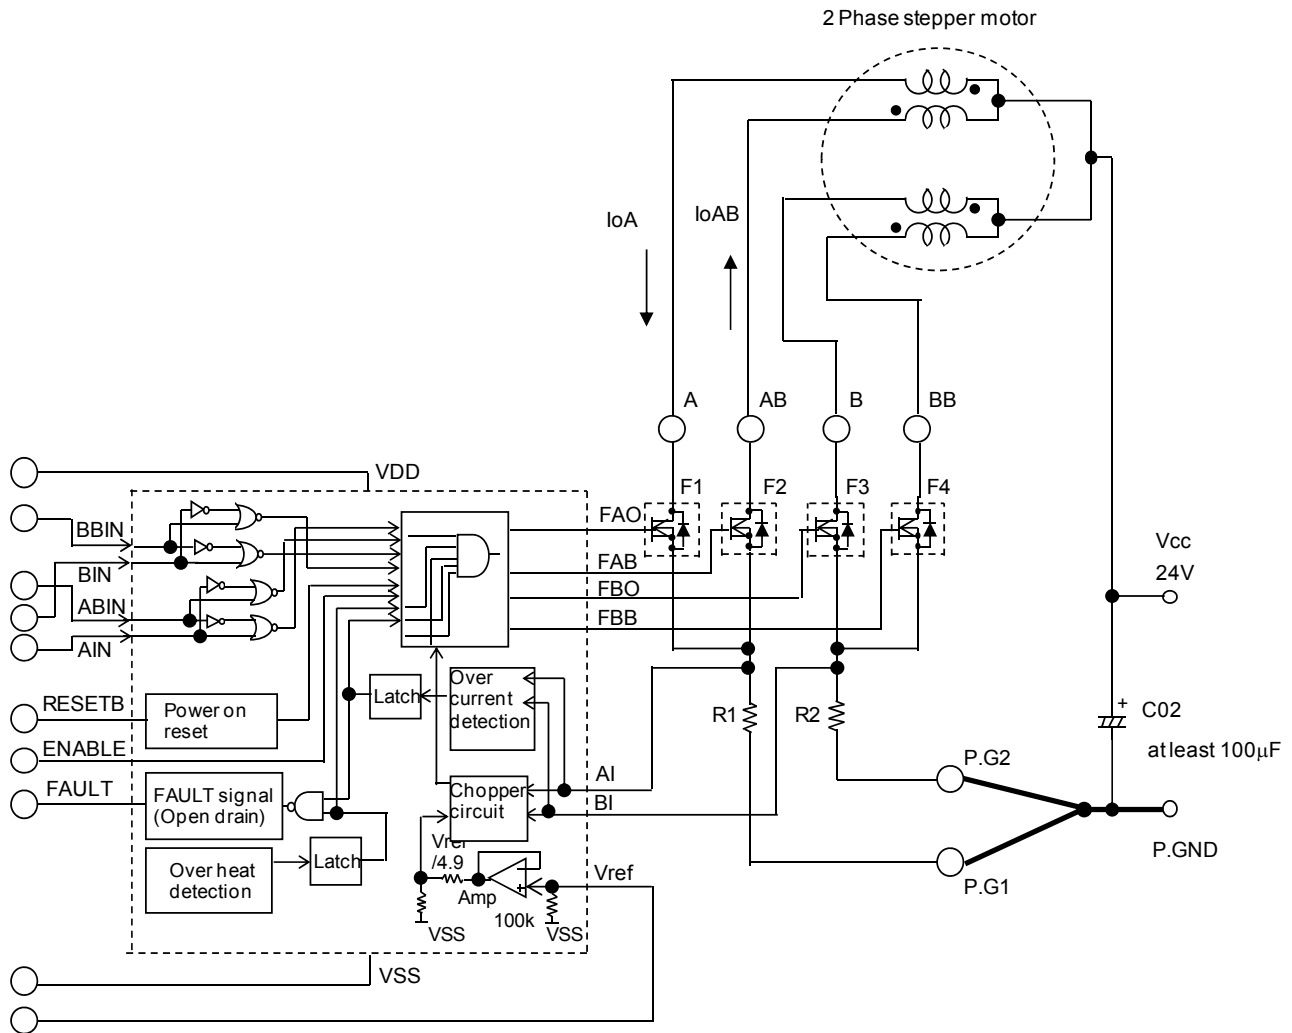 2 Phase stepper motor
IoA
IoAB
A
AB
B
BB
VDD
F1
F2
F3
F4
BBIN
FAO
Vcc
24V
BIN
FAB
ABIN
FBO
FBB
AIN
RESETB
Power on
reset
Latch
Over
current
detection
R1
R2
+
C02
at least 100µF
ENABLE
P.G2
FAULT
FAULT signal
(Open drain)
Chopper
circuit
AI
BI
Vref
/4.9
Over heat
detection
Latch
Amp
+
Vref
100k
VSS
VSS
P.GND
P.G1
VSS